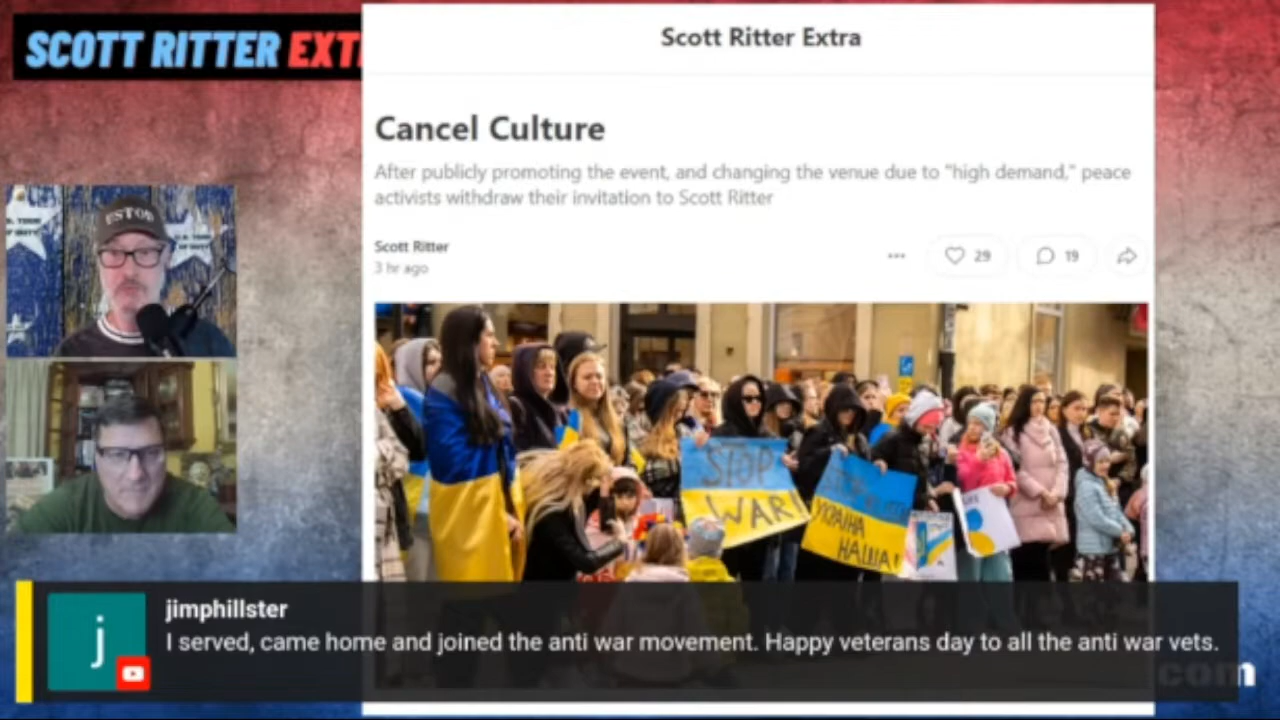 SCOTT RITTER EXT
Scott Ritter Extra
Cancel Culture
After publicly promoting the event, and changing the venue due to "high demand," peace
activists withdraw their invitation to Scott Ritter
Scott Ritter
3 hr ago
29
19
STOP
WAR!
УКРАЇНА
НАША!
j
jimphillster
I served, came home and joined the anti war movement. Happy veterans day to all the anti war vets.
com